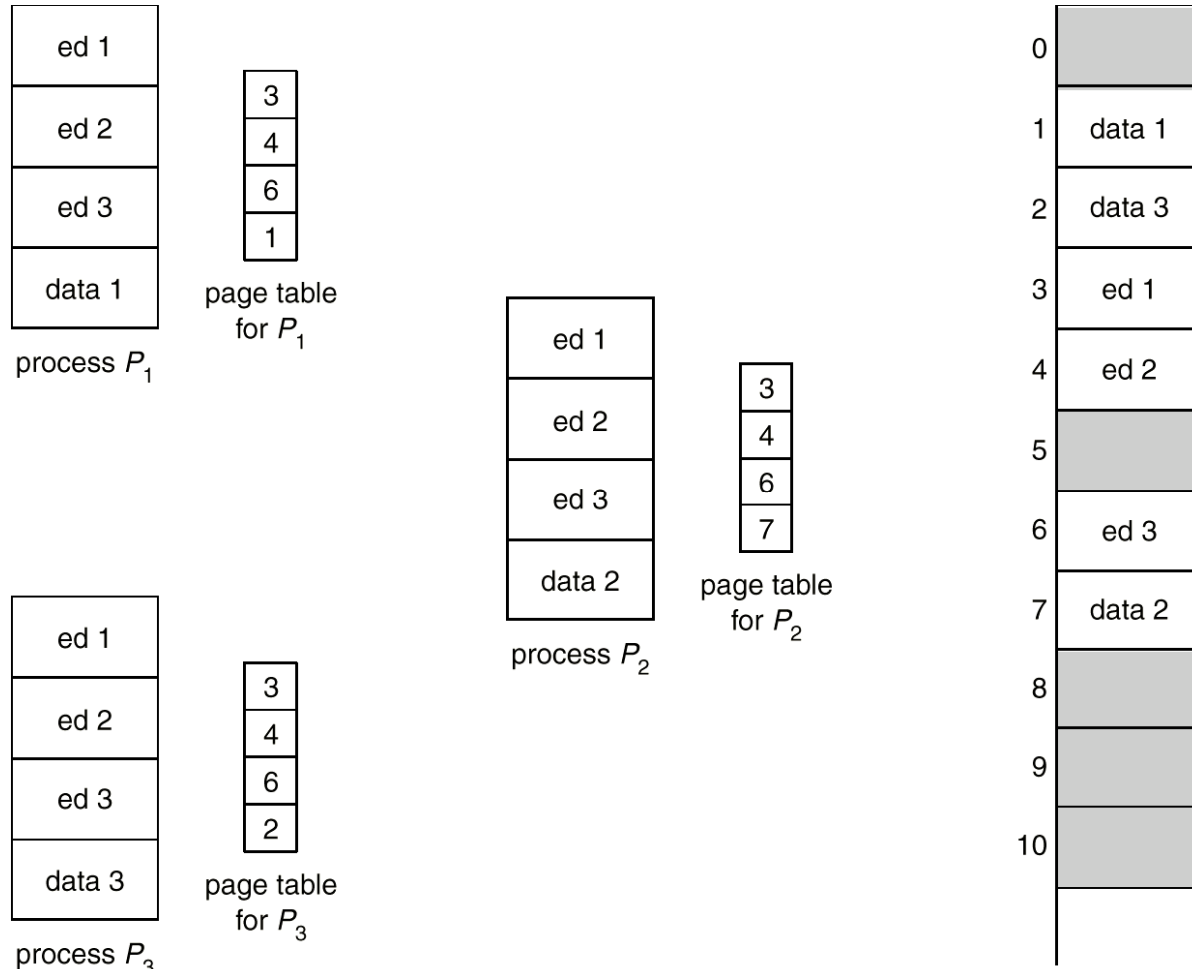 ed 1
ed 2
ed 3
data 1
process P1
3
4
6
1
page table
for P1
ed 1
ed 2
ed 3
data 2
process P2
3
4
6
7
page table
for P2
ed 1
ed 2
ed 3
data 3
process P3
3
4
6
2
page table
for P3
0
1 data 1
2 data 3
3 ed 1
4 ed 2
5
6 ed 3
7 data 2
8
9
10